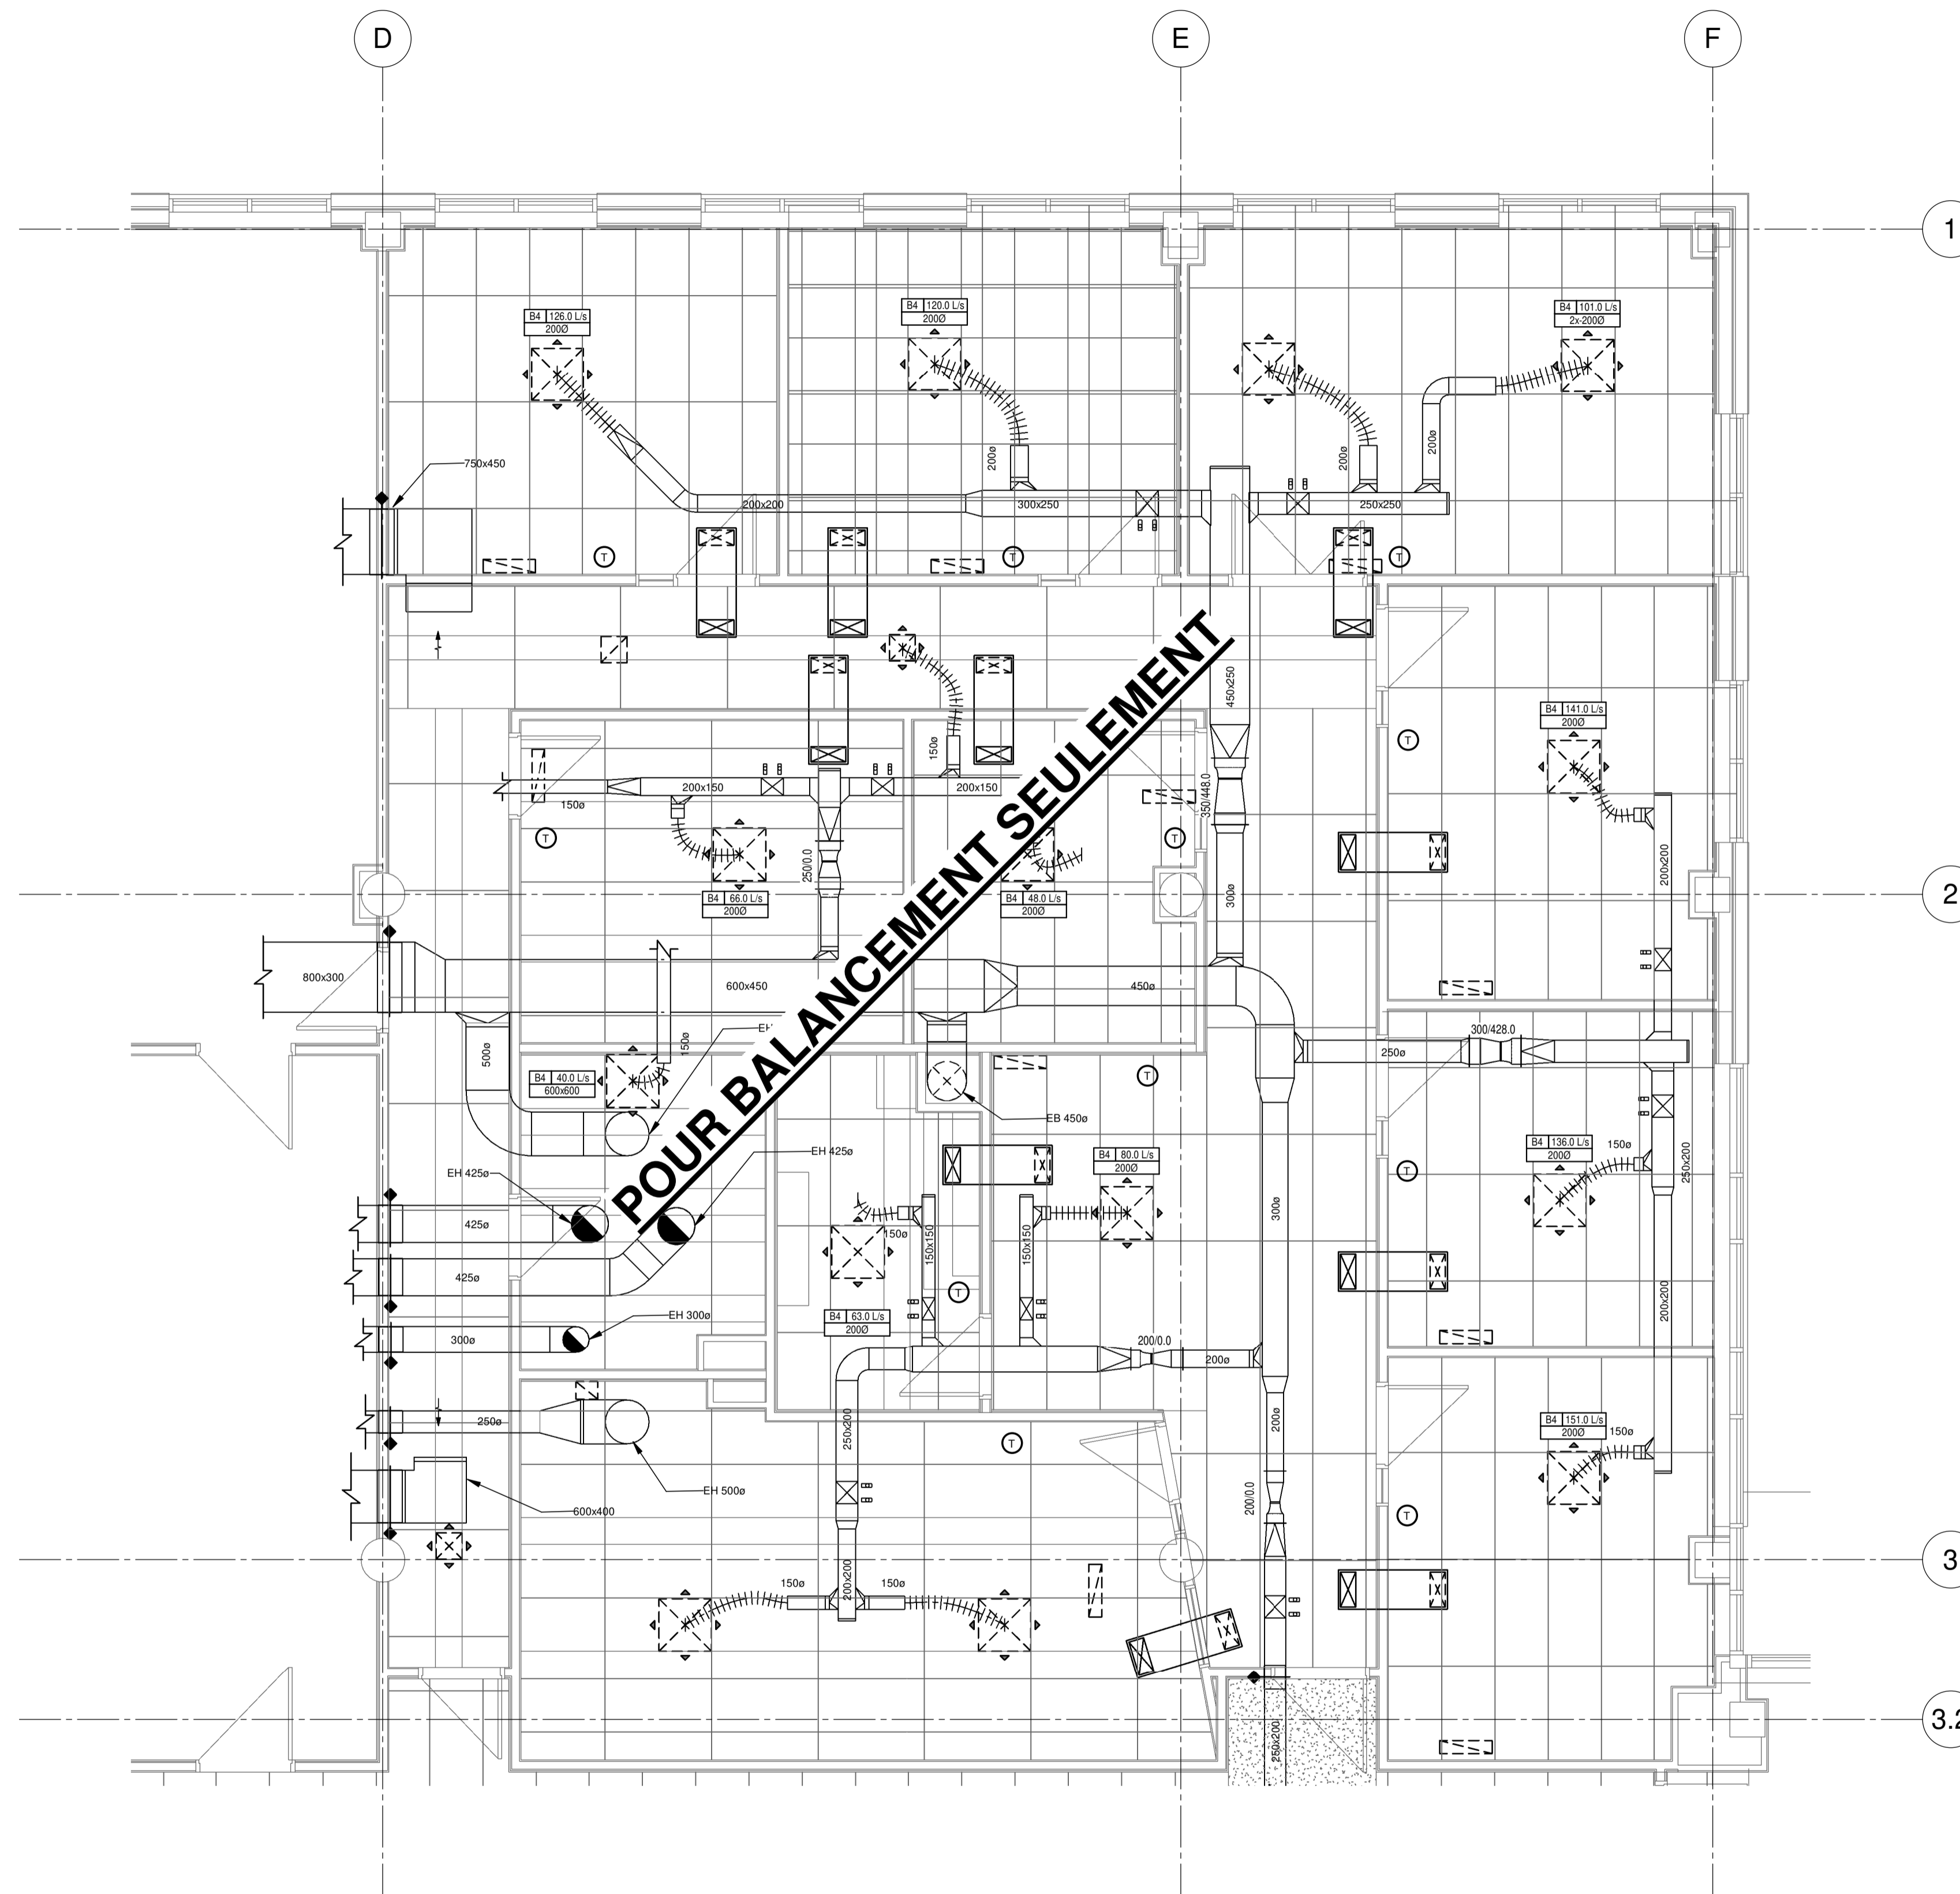 D
E
F
1
B4 120.0 L/s
200Ø
B4 101.0 L/s
2x-200Ø
B4 126.0 L/s
200Ø
200ø
200ø
200ø
750x450
200x200
300x250
250x250
T
T
T
450x250
B4 141.0 L/s
200Ø
T
150ø
200x150
200x150
150ø
350/448.0
T
T
250/0.0
200x200
B4 66.0 L/s
200Ø
B4 48.0 L/s
200Ø
300ø
2
800x300
600x450
450ø
EH
300/428.0
500ø
150ø
250ø
B4 40.0 L/s
600x600
T
POUR BALANCEMENT SEULEMENT
EB 450ø
EH 425ø
EH 425ø
B4 80.0 L/s
200Ø
B4 136.0 L/s
200Ø
150ø
250x200
T
425ø
150ø
150x150
150x150
300ø
425ø
T
200x200
EH 300ø
B4 63.0 L/s
200Ø
300ø
200/0.0
200ø
250ø
250x200
200ø
T
B4 151.0 L/s
200Ø
150ø
EH 500ø
600x400
200/0.0
T
3
150ø
150ø
200x200
250x200
3.2